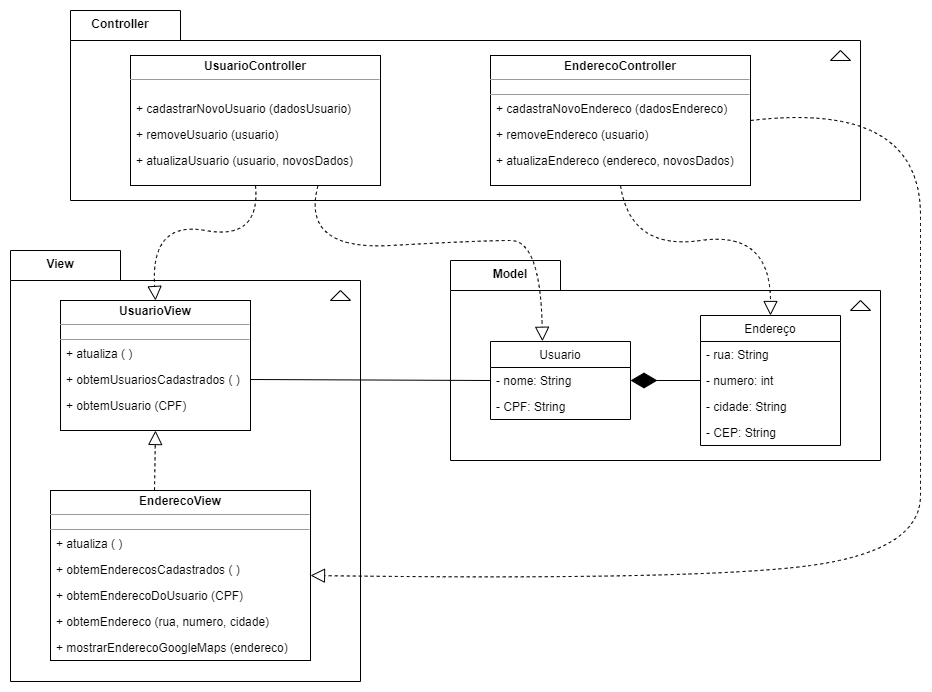 Controller
UsuarioController
+ cadastrarNovoUsuario (dadosUsuario)
+ removeUsuario (usuario)
+ atualizaUsuario (usuario, novosDados)
EnderecoController
+ cadastraNovoEndereco (dadosEndereco)
+ removeEndereco (usuario)
+ atualizaEndereco (endereco, novosDados)
View
UsuarioView
+ atualiza ( )
+ obtemUsuariosCadastrados ( )
+ obtemUsuario (CPF)
EnderecoView
+ atualiza ( )
+ obtemEnderecosCadastrados ( )
+ obtemEnderecoDoUsuario (CPF)
+ obtemEndereco (rua, numero, cidade)
+ mostrarEnderecoGoogleMaps (endereco)
Model
Usuario
- nome: String
- CPF: String
Endereço
- rua: String
- numero: int
- cidade: String
- CEP: String